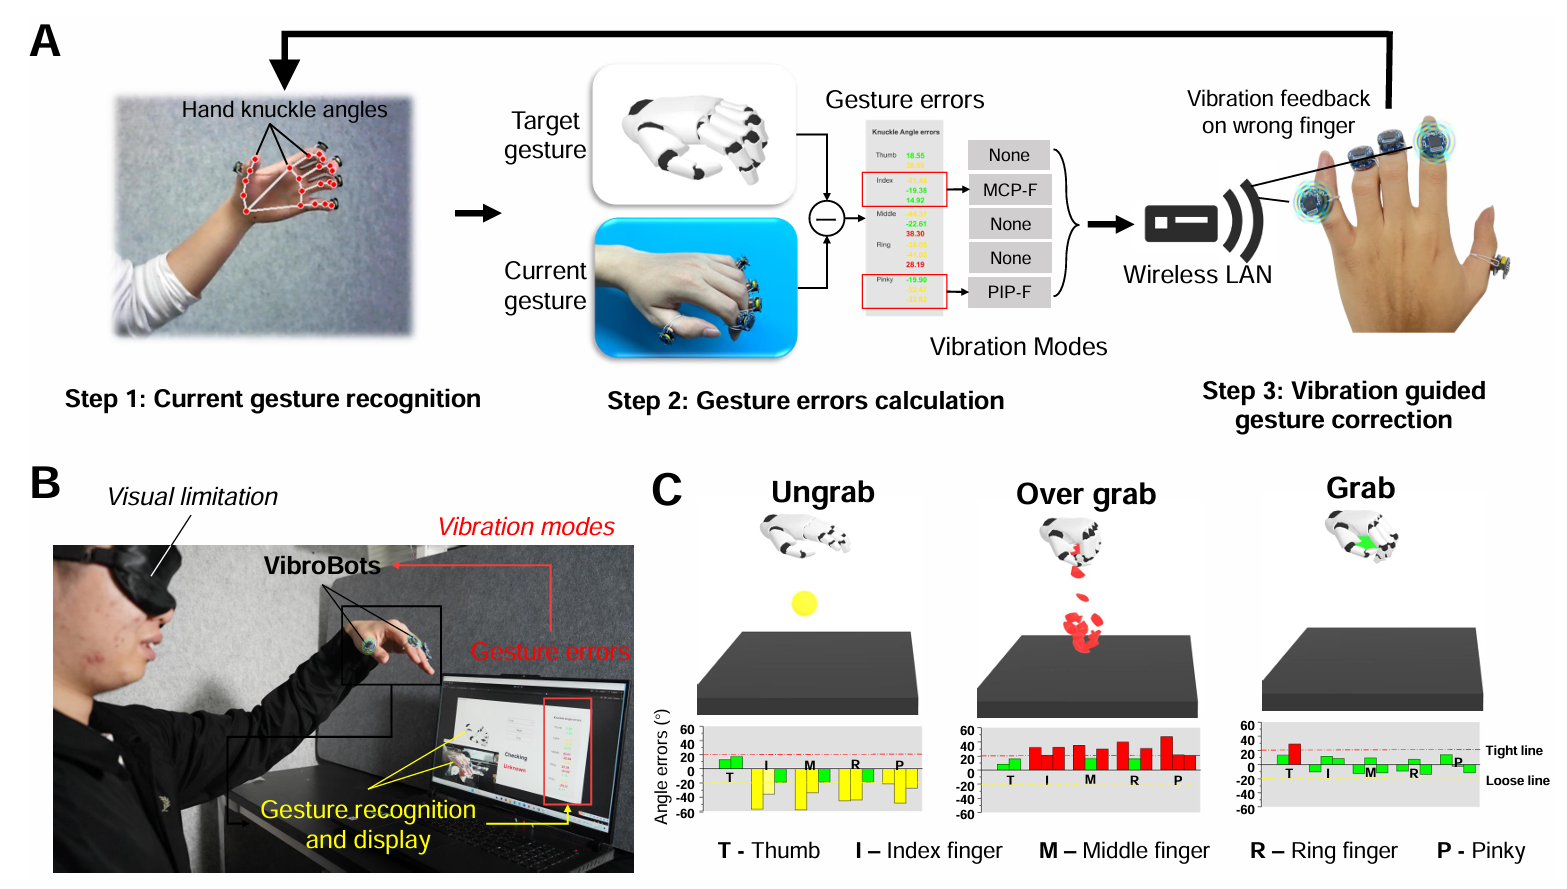 A
Hand knuckle angles
Step 1: Current gesture recognition
Target
gesture
Current
gesture
Gesture errors
Knuckle Angle errors
Thumb
18.55
Index
-19.38
14.92
Middle
-22.61
38.30
Ring
28.19
Pinky
-19.90
None
MCP-F
None
None
PIP-F
Vibration Modes
Step 2: Gesture errors calculation
Wireless LAN
Vibration feedback
on wrong finger
Step 3: Vibration guided
gesture correction
B
Visual limitation
Vibration modes
VibroBots
Gesture errors
Checking
Unknown
Gesture recognition
and display
C
Ungrab
Over grab
Grab
Angle errors (°)
60
40
20
0
-20
-40
-60
T I M R P
60
40
20
0
-20
-40
-60
T I M R P
60
40
20
0
-20
-40
-60
T I M R P
Tight line
Loose line
T - Thumb I – Index finger M – Middle finger R – Ring finger P - Pinky